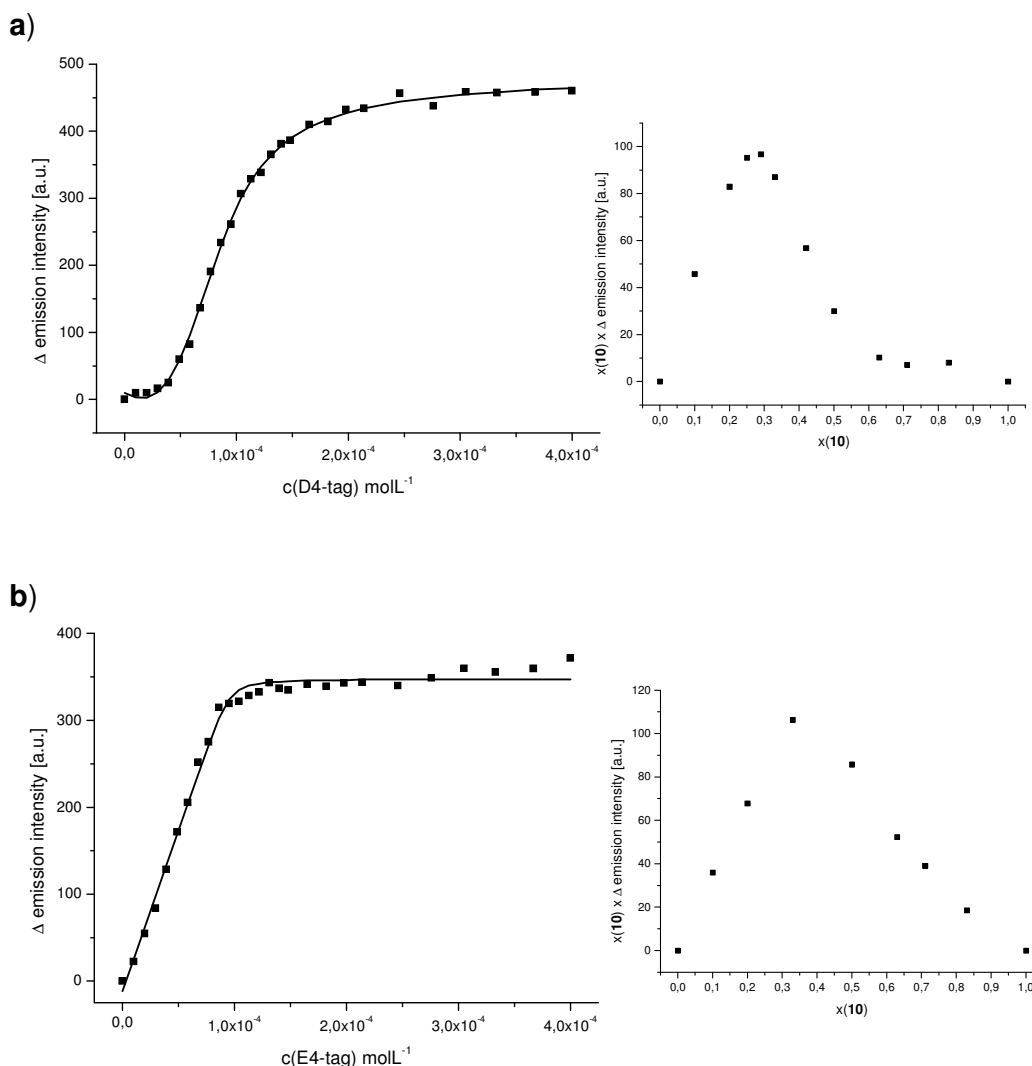 a)
Δ emission intensity [a.u.]
500
400
300
200
100
0
0,0
1,0x10⁻⁴
2,0x10⁻⁴
3,0x10⁻⁴
4,0x10⁻⁴
c(D4-tag) molL⁻¹
x(10) x Δ emission intensity [a.u.]
100
80
60
40
20
0
0,0
0,1
0,2
0,3
0,4
0,5
0,6
0,7
0,8
0,9
1,0
x(10)
b)
Δ emission intensity [a.u.]
400
300
200
100
0
0,0
1,0x10⁻⁴
2,0x10⁻⁴
3,0x10⁻⁴
4,0x10⁻⁴
c(E4-tag) molL⁻¹
x(10) x Δ emission intensity [a.u.]
120
100
80
60
40
20
0
0,0
0,1
0,2
0,3
0,4
0,5
0,6
0,7
0,8
0,9
1,0
x(10)